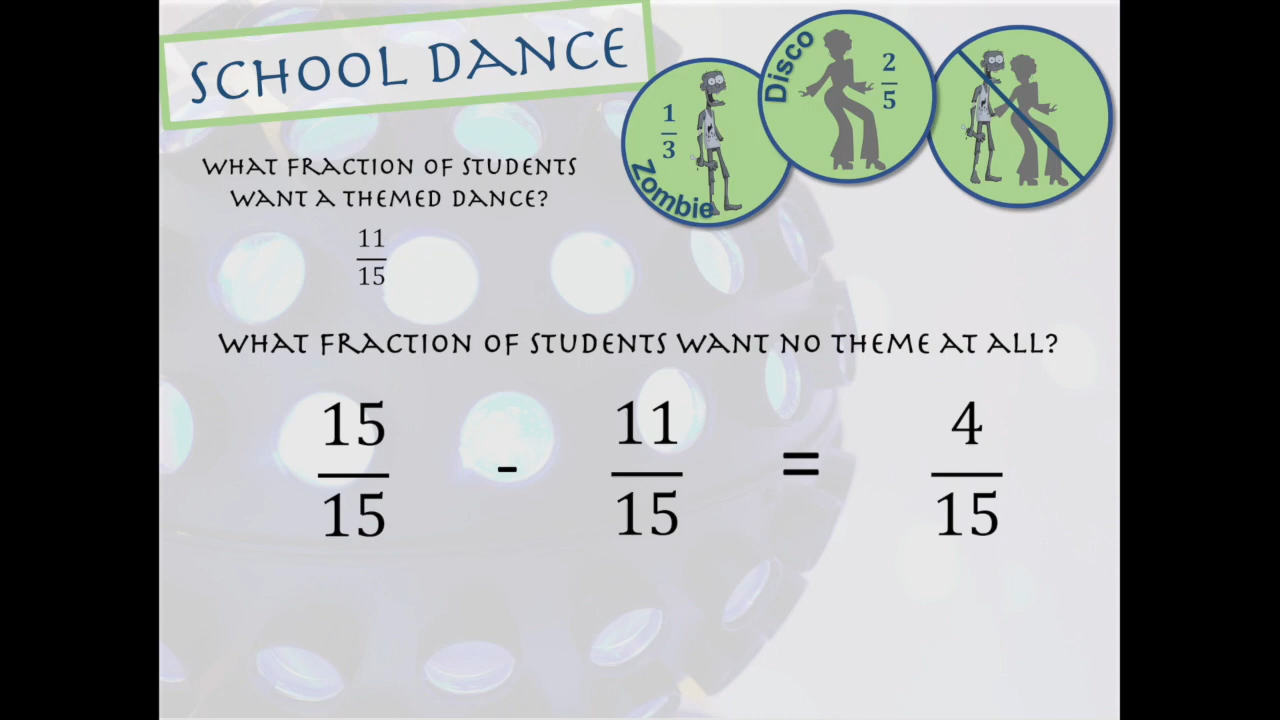 SCHOOL DANCE
1/3
Zombie
Disco
2/5
WHAT FRACTION OF STUDENTS
WANT A THEMED DANCE?
11/15
WHAT FRACTION OF STUDENTS WANT NO THEME AT ALL?
15/15 - 11/15 = 4/15